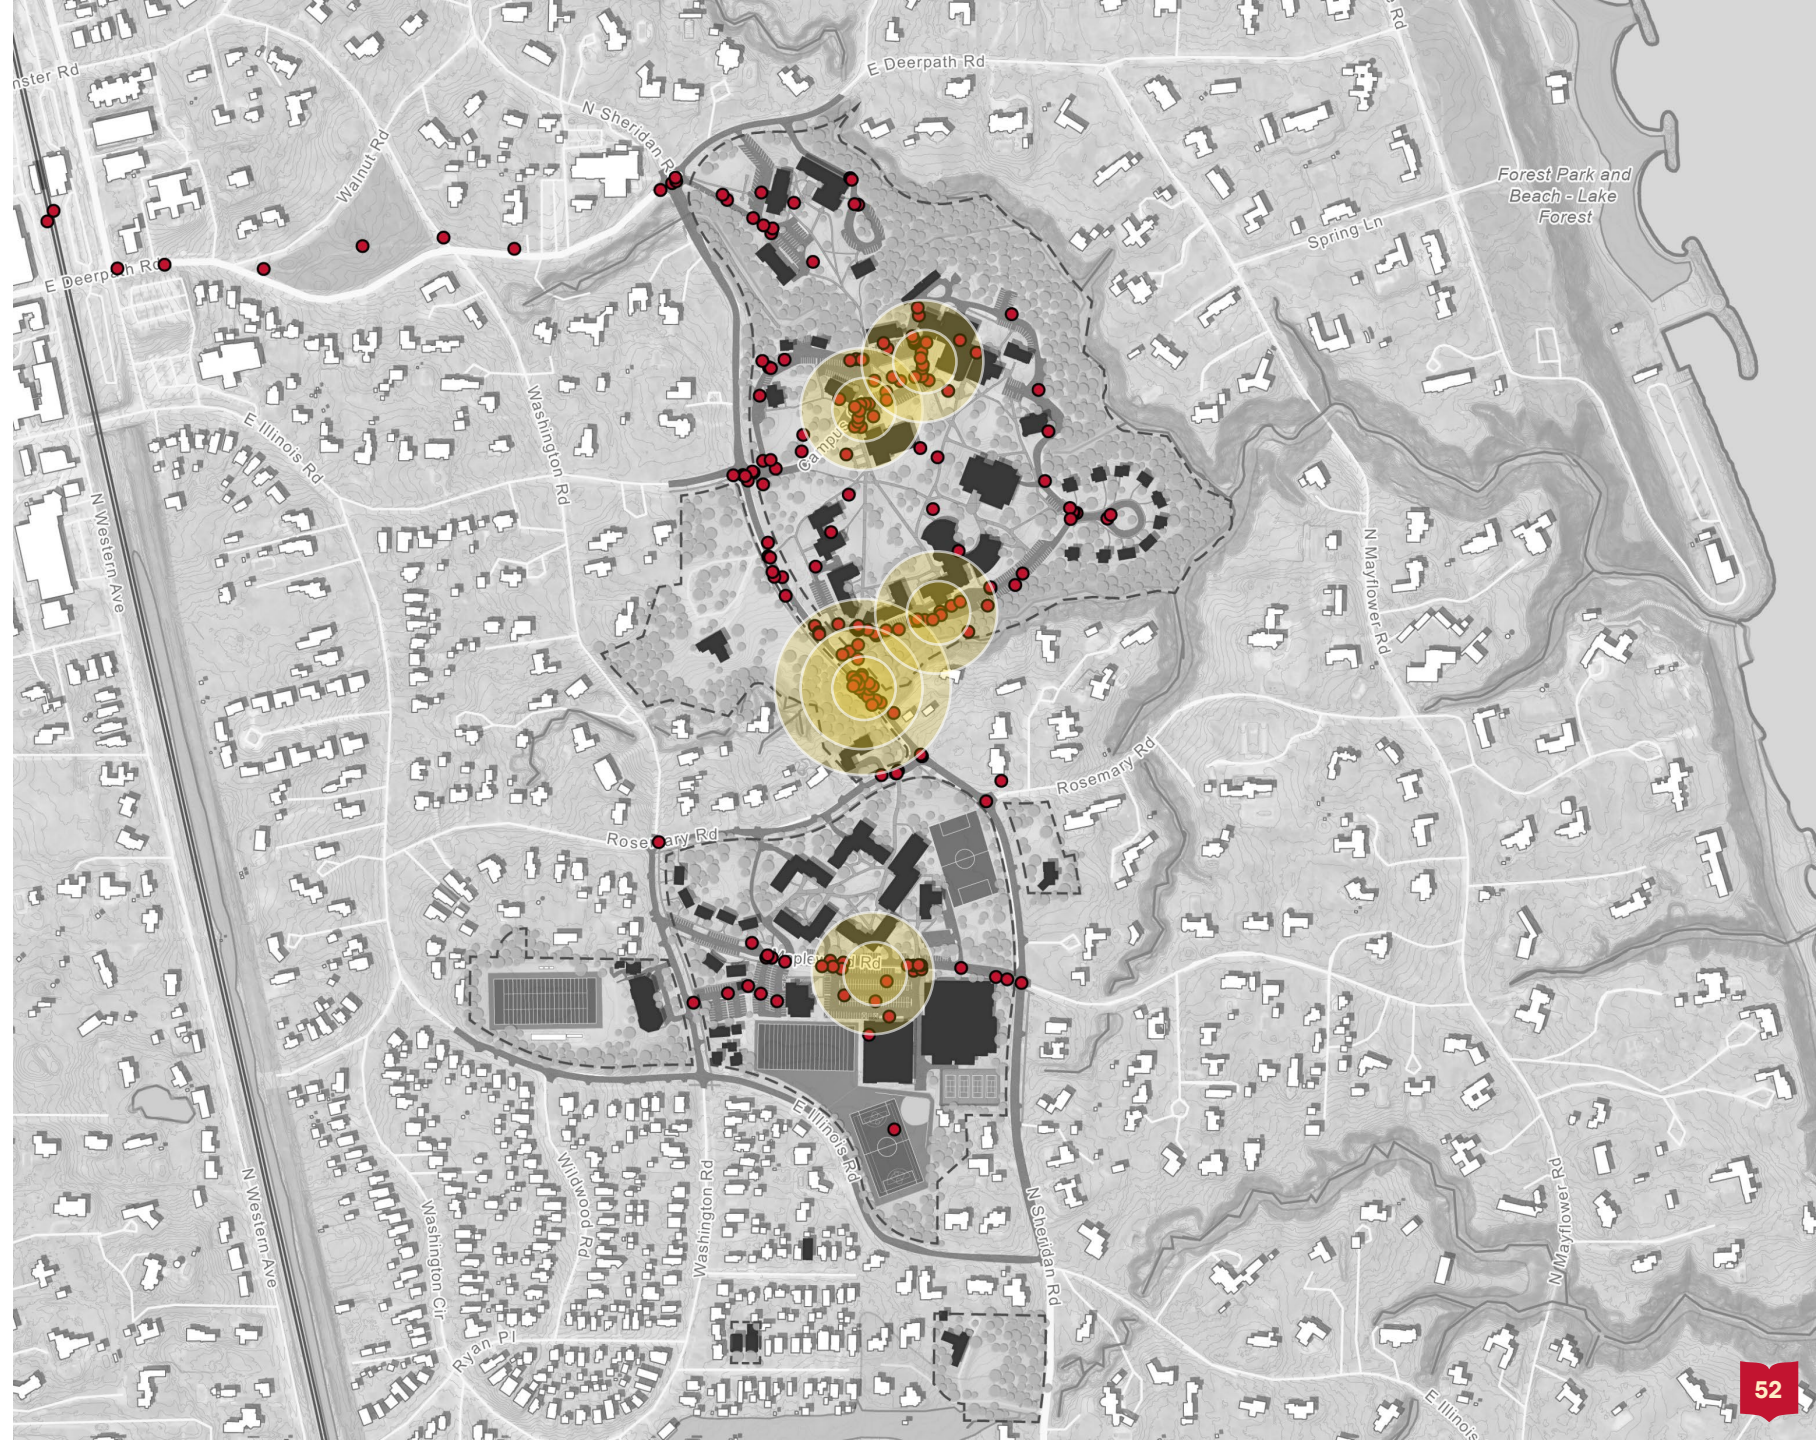 E Deerpath Rd
Rd
nster Rd
N Sheridan R
Walnut Rd
Forest Park and
Beach - Lake
Forest
Spring Ln
E Deerpath Rd
E Illinois Rd
Washington Rd
Campus
N Western Ave
N Mayflower Rd
Rosemary Rd
Rosemary Rd
Rd
E Illinois Rd
N Western Ave
Washington Cir
Wildwood Rd
Washington Rd
N Sheridan Rd
N Mayflower Rd
Ryan Pl
E Illinois
52